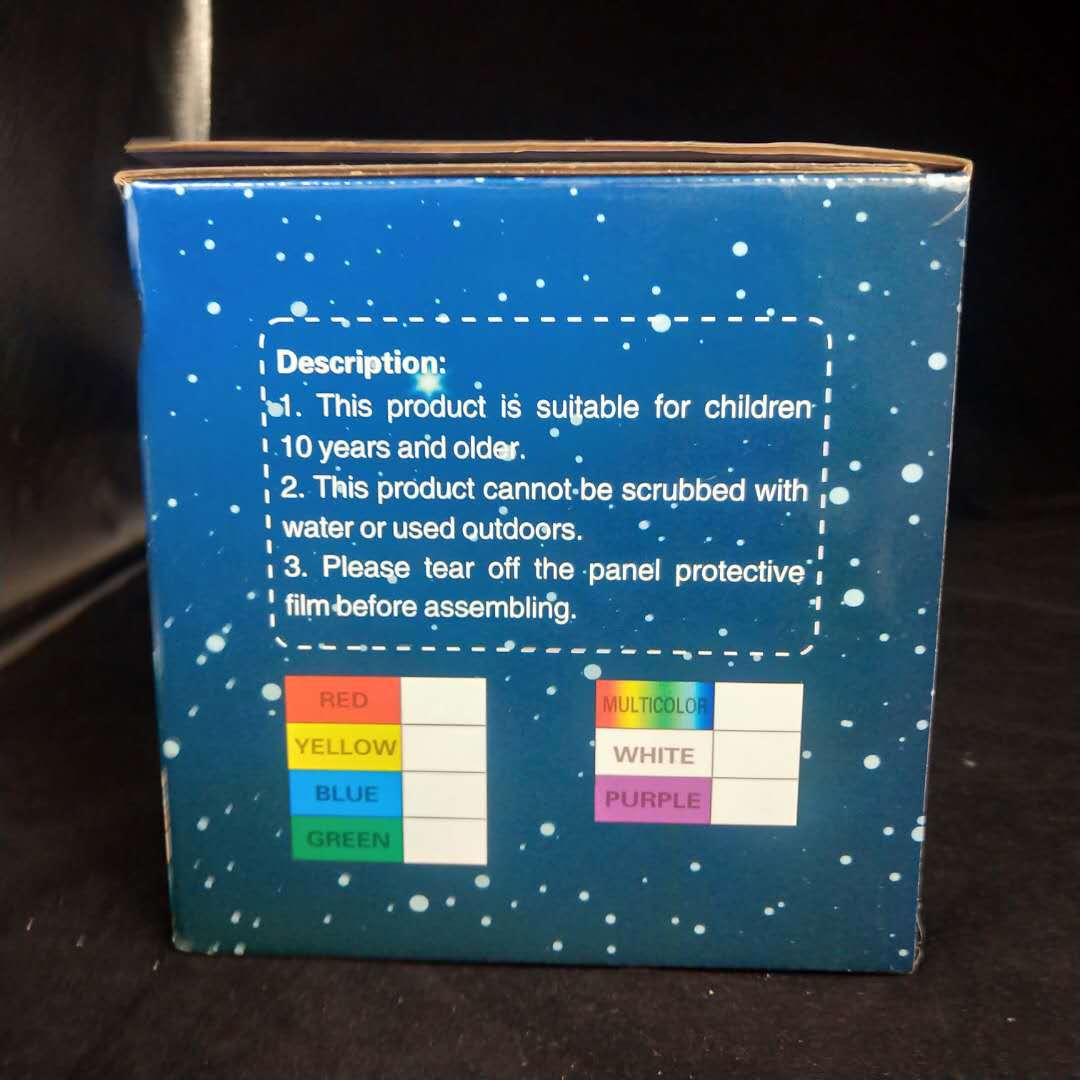 Description:
1. This product is suitable for children
10 years and older.
2. This product cannot be scrubbed with
water or used outdoors.
3. Please tear off the panel protective
film before assembling.
RED
YELLOW
BLUE
GREEN
MULTICOLOR
WHITE
PURPLE